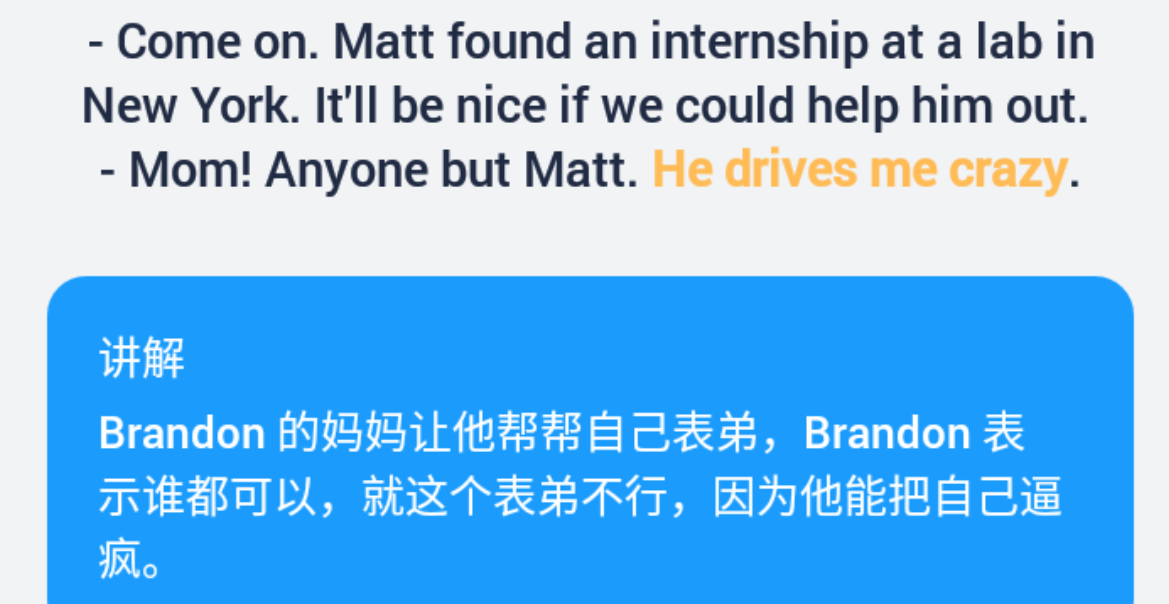 - Come on. Matt found an internship at a lab in
New York. It'll be nice if we could help him out.
- Mom! Anyone but Matt. He drives me crazy.
讲解
Brandon 的妈妈让他帮帮自己表弟，Brandon 表
示谁都可以，就这个表弟不行，因为他能把自己逼
疯。